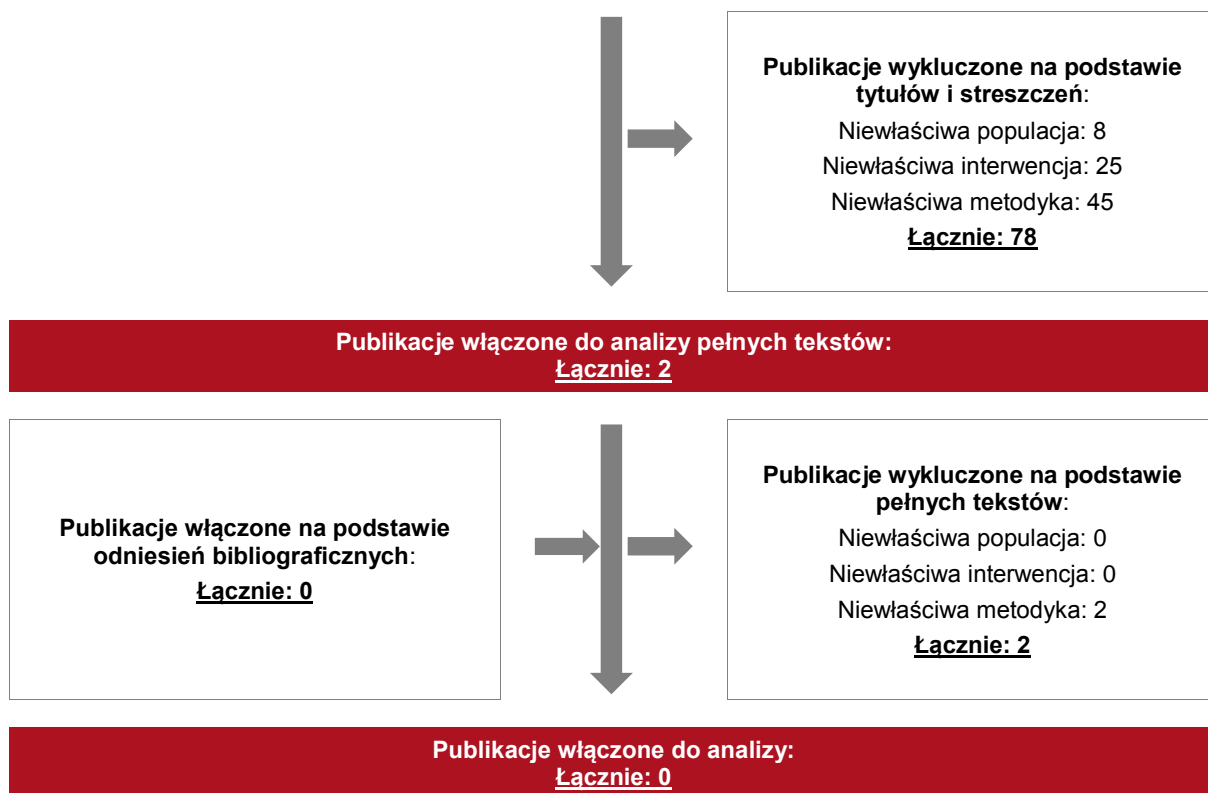 Publikacje wykluczone na podstawie
tytułów i streszczeń:
Niewłaściwa populacja: 8
Niewłaściwa interwencja: 25
Niewłaściwa metodyka: 45
Łącznie: 78
Publikacje włączone do analizy pełnych tekstów:
Łącznie: 2
Publikacje włączone na podstawie
odniesień bibliograficznych:
Łącznie: 0
Publikacje wykluczone na podstawie
pełnych tekstów:
Niewłaściwa populacja: 0
Niewłaściwa interwencja: 0
Niewłaściwa metodyka: 2
Łącznie: 2
Publikacje włączone do analizy:
Łącznie: 0